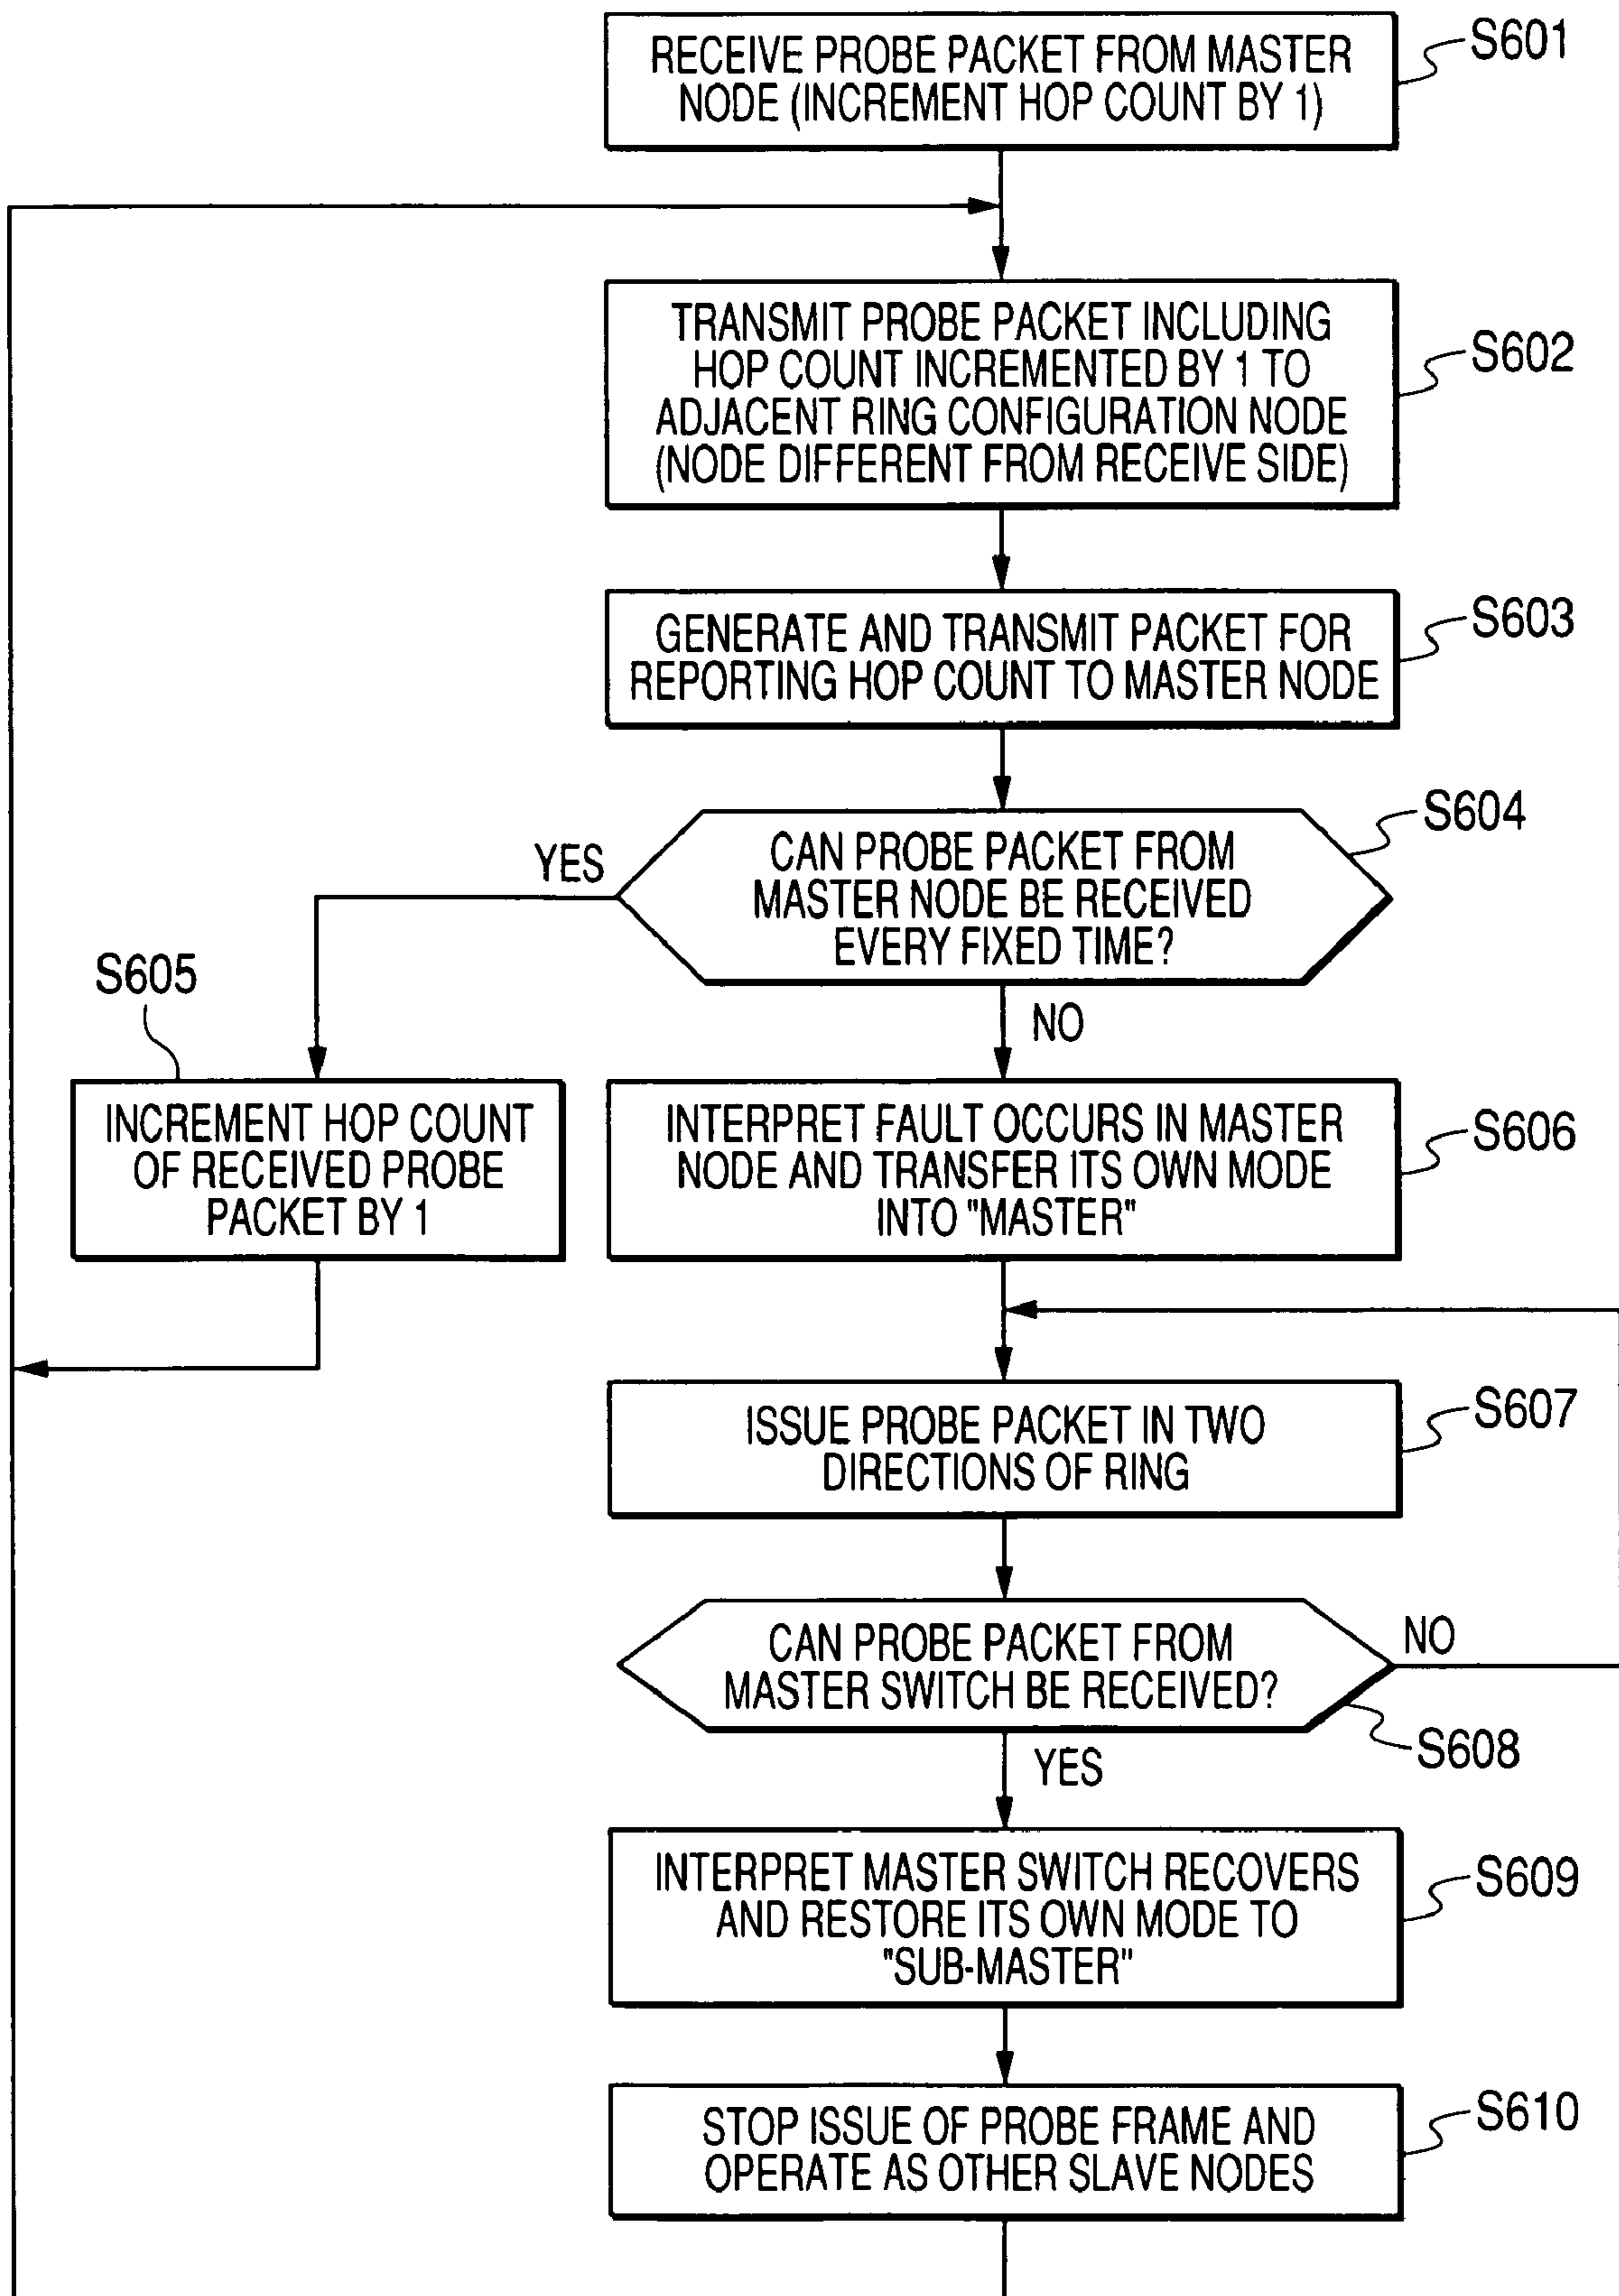 RECEIVE PROBE PACKET FROM MASTER
NODE (INCREMENT HOP COUNT BY 1)
S601
TRANSMIT PROBE PACKET INCLUDING
HOP COUNT INCREMENTED BY 1 TO
ADJACENT RING CONFIGURATION NODE
(NODE DIFFERENT FROM RECEIVE SIDE)
S602
GENERATE AND TRANSMIT PACKET FOR
REPORTING HOP COUNT TO MASTER NODE
S603
CAN PROBE PACKET FROM
MASTER NODE BE RECEIVED
EVERY FIXED TIME?
S604
YES
NO
S605
INCREMENT HOP COUNT
OF RECEIVED PROBE
PACKET BY 1
INTERPRET FAULT OCCURS IN MASTER
NODE AND TRANSFER ITS OWN MODE
INTO "MASTER"
S606
ISSUE PROBE PACKET IN TWO
DIRECTIONS OF RING
S607
CAN PROBE PACKET FROM
MASTER SWITCH BE RECEIVED?
NO
S608
YES
INTERPRET MASTER SWITCH RECOVERS
AND RESTORE ITS OWN MODE TO
"SUB-MASTER"
S609
STOP ISSUE OF PROBE FRAME AND
OPERATE AS OTHER SLAVE NODES
S610